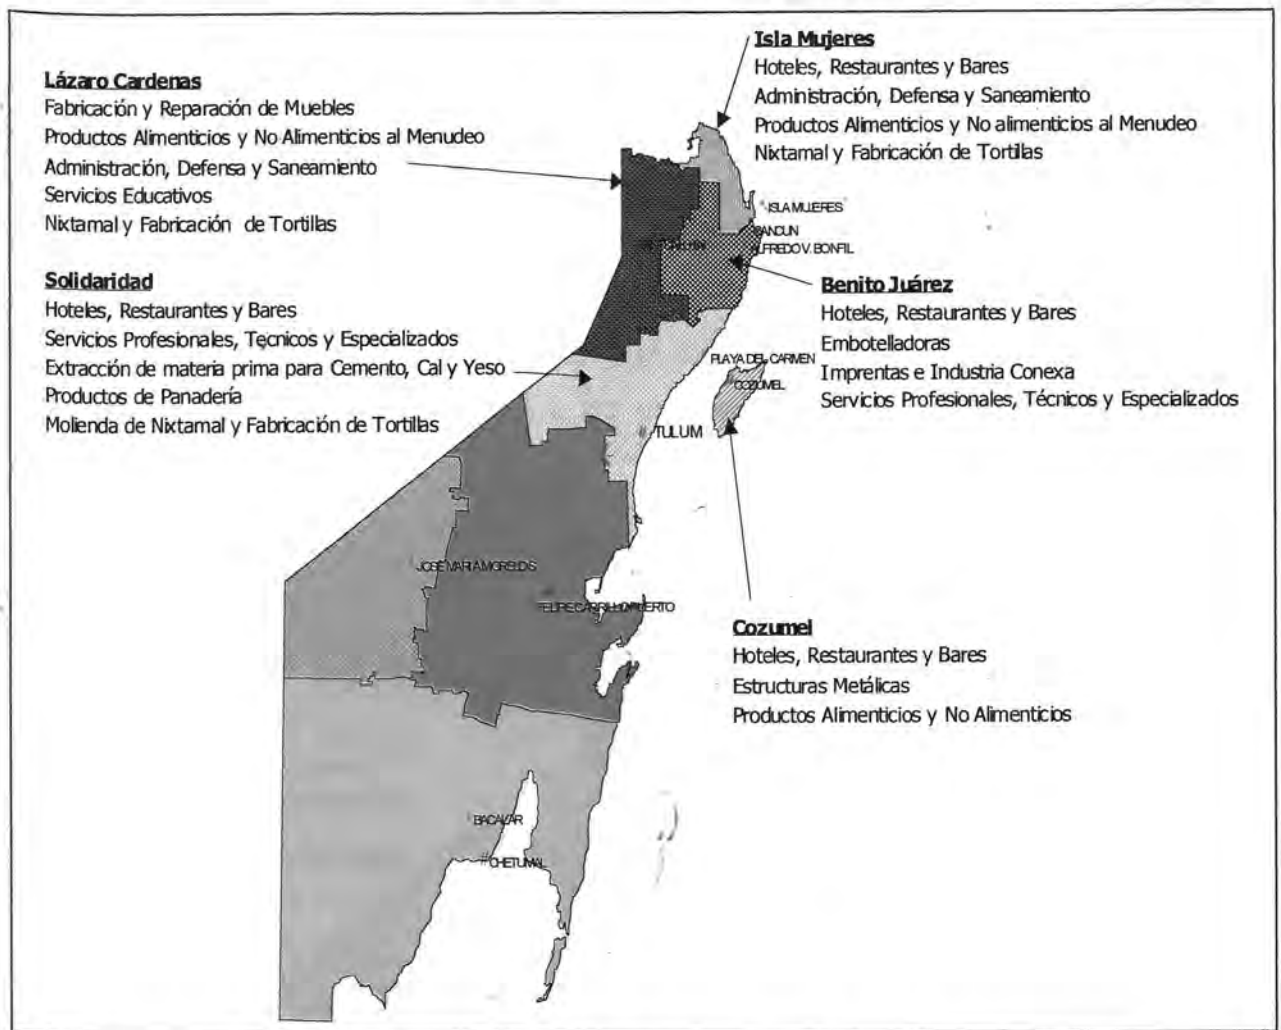 Isla Mujeres
Hoteles, Restaurantes y Bares
Administración, Defensa y Saneamiento
Productos Alimenticios y No alimenticios al Menudeo
Nixtamal y Fabricación de Tortillas
Lázaro Cardenas
Fabricación y Reparación de Muebles
Productos Alimenticios y No Alimenticios al Menudeo
Administración, Defensa y Saneamiento
Servicios Educativos
Nixtamal y Fabricación de Tortillas
ISLA MUJERES
CANCUN
ALFREDO V. BONFIL
Solidaridad
Hoteles, Restaurantes y Bares
Servicios Profesionales, Técnicos y Especializados
Extracción de materia prima para Cemento, Cal y Yeso
Productos de Panadería
Molienda de Nixtamal y Fabricación de Tortillas
Benito Juárez
Hoteles, Restaurantes y Bares
Embotelladoras
Imprentas e Industria Conexa
Servicios Profesionales, Técnicos y Especializados
PLAYA DEL CARMEN
COZUMEL
TULUM
JOSE MARIA MORELOS
FELIPE CARRILLO PUERTO
Cozumel
Hoteles, Restaurantes y Bares
Estructuras Metálicas
Productos Alimenticios y No Alimenticios
BACALAR
CHETUMAL